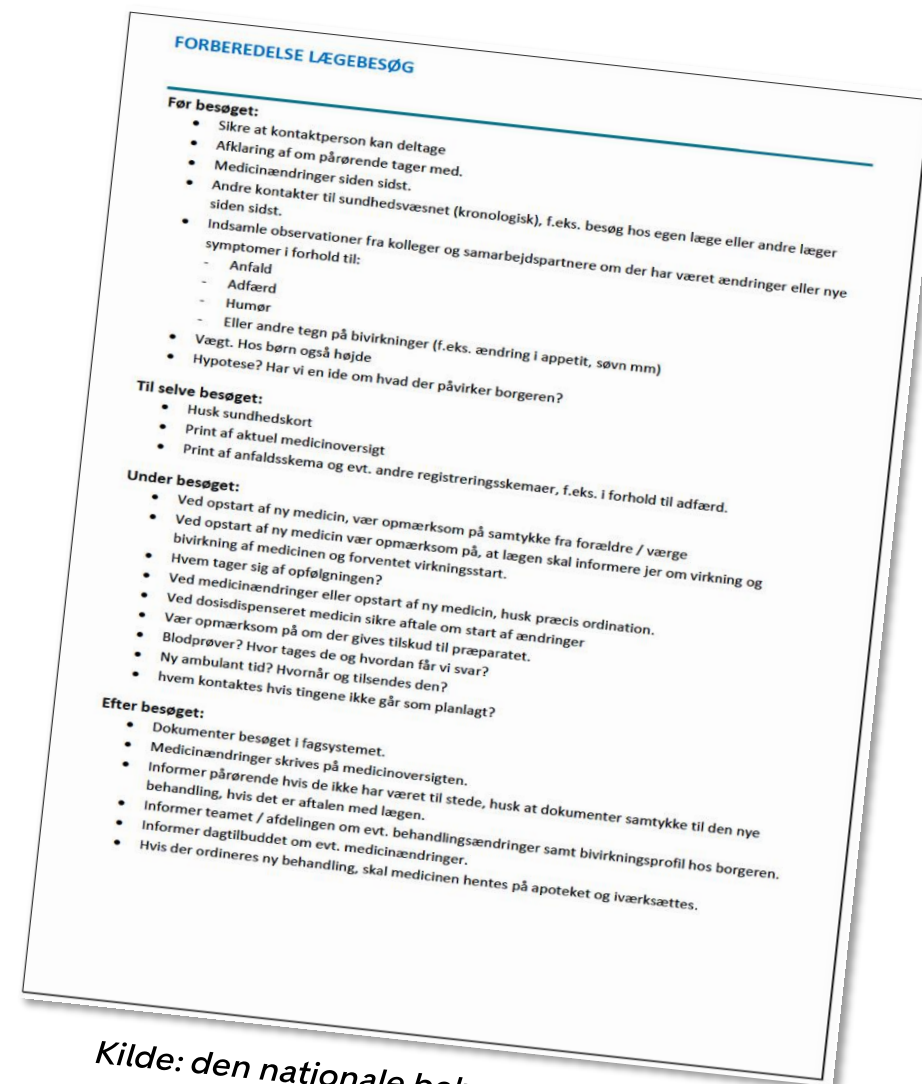 FORBEREDELSE LÆGEBESØG
Før besøget:
• Sikre at kontaktperson kan deltage
• Afklaring af om pårørende tager med.
• Medicinændringer siden sidst.
• Andre kontakter til sundhedsvæsnet (kronologisk), f.eks. besøg hos egen læge eller andre læger
siden sidst.
• Indsamle observationer fra kolleger og samarbejdspartnere om der har været ændringer eller nye
symptomer i forhold til:
- Anfald
- Adfærd
- Humør
- Eller andre tegn på bivirkninger (f.eks. ændring i appetit, søvn mm)
• Vægt. Hos børn også højde
• Hypotese? Har vi en ide om hvad der påvirker borgeren?
Til selve besøget:
• Husk sundhedskort
• Print af aktuel medicinoversigt
• Print af anfaldsskema og evt. andre registreringsskemaer, f.eks. i forhold til adfærd.
Under besøget:
• Ved opstart af ny medicin, vær opmærksom på samtykke fra forældre / værge
• Ved opstart af ny medicin vær opmærksom på, at lægen skal informere jer om virkning og
bivirkning af medicinen og forventet virkningsstart.
• Hvem tager sig af opfølgningen?
• Ved medicinændringer eller opstart af ny medicin, husk præcis ordination.
• Ved dosisdispenseret medicin sikre aftale om start af ændringer
• Vær opmærksom på om der gives tilskud til præparatet.
• Blodprøver? Hvor tages de og hvordan får vi svar?
• Ny ambulant tid? Hvornår og tilsendes den?
• hvem kontaktes hvis tingene ikke går som planlagt?
Efter besøget:
• Dokumenter besøget i fagsystemet.
• Medicinændringer skrives på medicinoversigten.
• Informer pårørende hvis de ikke har været til stede, husk at dokumenter samtykke til den nye
behandling, hvis det er aftalen med lægen.
• Informer teamet / afdelingen om evt. behandlingsændringer samt bivirkningsprofil hos borgeren.
• Informer dagtilbuddet om evt. medicinændringer.
• Hvis der ordineres ny behandling, skal medicinen hentes på apoteket og iværksættes.
Kilde: den nationale